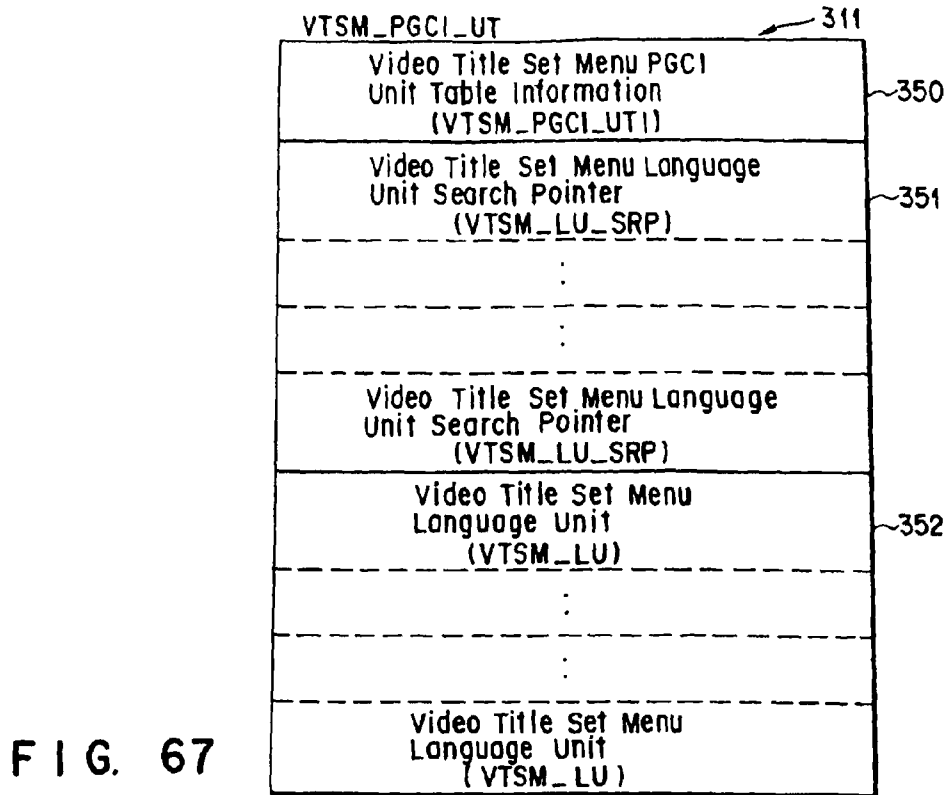 VTSM_PGCI_UT
311
Video Title Set Menu PGCI
Unit Table Information
(VTSM_PGCI_UTI)
350
Video Title Set Menu Language
Unit Search Pointer
(VTSM_LU_SRP)
351
Video Title Set Menu Language
Unit Search Pointer
(VTSM_LU_SRP)
Video Title Set Menu
Language Unit
(VTSM_LU)
352
Video Title Set Menu
Language Unit
(VTSM_LU)
FIG. 67